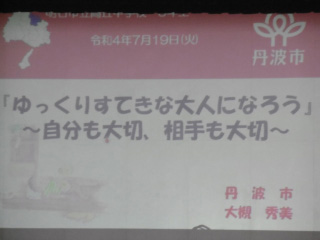 令和4年7月19日(火)
丹波市
「ゆっくりすてきな大人になろう」
～自分も大切、相手も大切～
丹波市
大槻 秀美